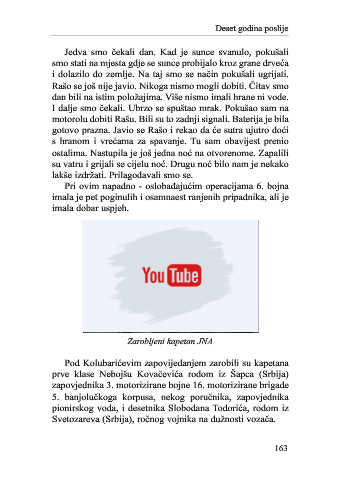 Deset godina poslije
Jedva smo čekali dan. Kad je sunce svanulo, pokušali
smo stati na mjesta gdje se sunce probijalo kroz grane drveća
i dolazilo do zemlje. Na taj smo se način pokušali ugrijati.
Rašo se još nije javio. Nikoga nismo mogli dobiti. Čitav smo
dan bili na istim položajima. Više nismo imali hrane ni vode.
I dalje smo čekali. Ubrzo se spuštao mrak. Pokušao sam na
motorolu dobiti Rašu. Bili su to zadnji signali. Baterija je bila
gotovo prazna. Javio se Rašo i rekao da će sutra ujutro doći
s hranom i vrećama za spavanje. Tu sam obavijest prenio
ostalima. Nastupila je još jedna noć na otvorenome. Zapalili
su vatru i grijali se cijelu noć. Drugu noć bilo nam je nekako
lakše izdržati. Prilagođavali smo se.
Pri ovim napadno - oslobađajućim operacijama 6. bojna
imala je pet poginulih i osamnaest ranjenih pripadnika, ali je
imala dobar uspjeh.
YouTube
Zarobljeni kapetan JNA
Pod Kolubarićevim zapovijedanjem zarobili su kapetana
prve klase Nebojšu Kovačevića rodom iz Šapca (Srbija)
zapovjednika 3. motorizirane bojne 16. motorizirane brigade
5. banjolučkoga korpusa, nekog poručnika, zapovjednika
pionirskog voda, i desetnika Slobodana Todorića, rodom iz
Svetozareva (Srbija), ročnog vojnika na dužnosti vozača.
163